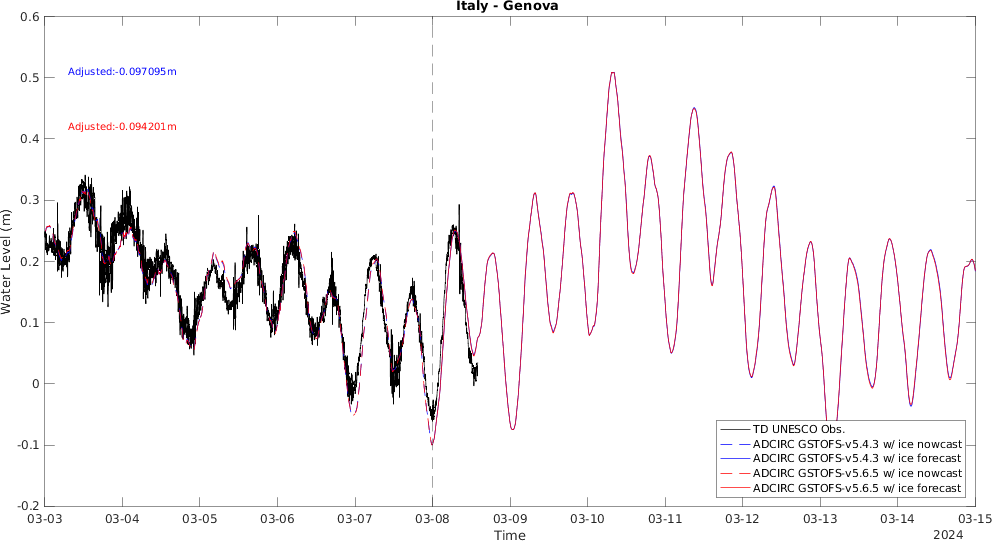 Italy - Genova
0.6
0.5
0.4
0.3
0.2
0.1
0
-0.1
-0.2
Water Level (m)
Adjusted:-0.097095m
Adjusted:-0.094201m
TD UNESCO Obs.
ADCIRC GSTOFS-v5.4.3 w/ ice nowcast
ADCIRC GSTOFS-v5.4.3 w/ ice forecast
ADCIRC GSTOFS-v5.6.5 w/ ice nowcast
ADCIRC GSTOFS-v5.6.5 w/ ice forecast
03-03 03-04 03-05 03-06 03-07 03-08 03-09 03-10 03-11 03-12 03-13 03-14 03-15
Time
2024